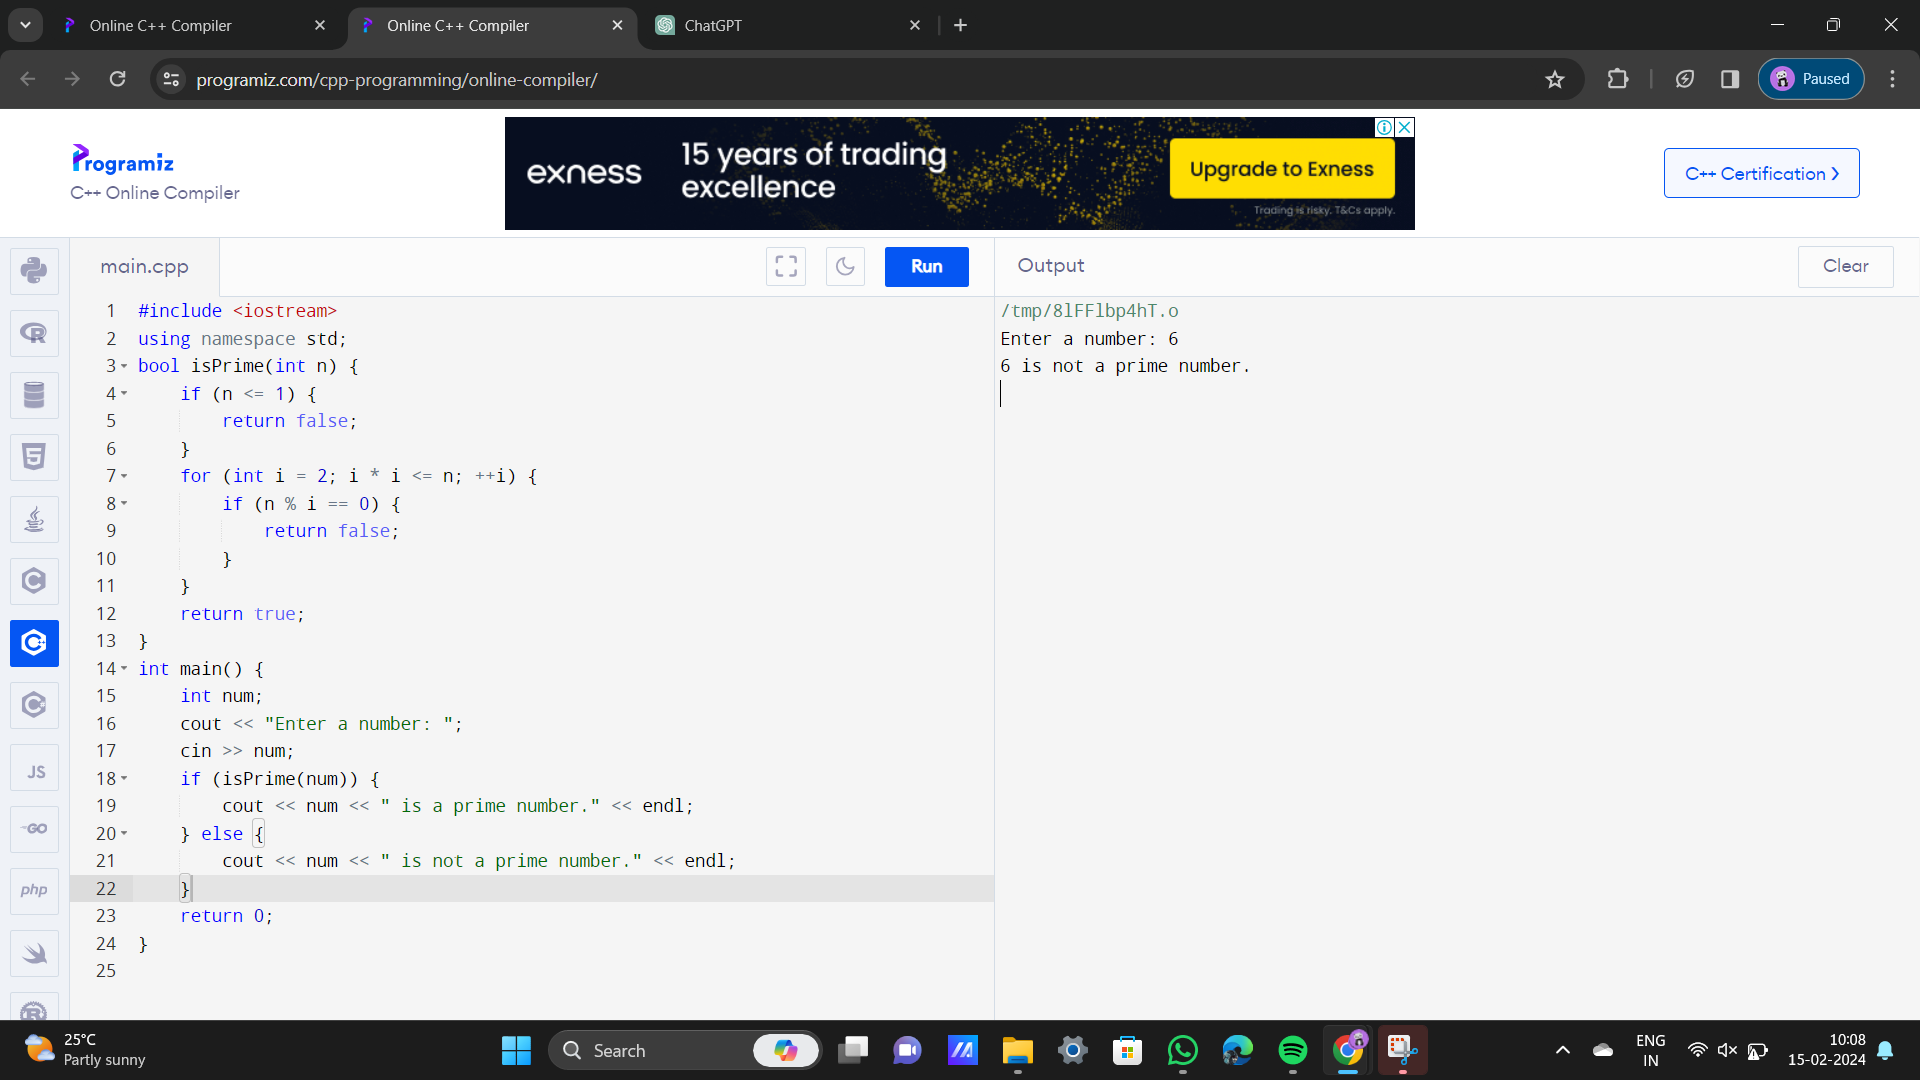 Online C++ Compiler
Online C++ Compiler
ChatGPT
programiz.com/cpp-programming/online-compiler/
Paused
Programiz
C++ Online Compiler
exness
15 years of trading
excellence
Upgrade to Exness
Trading is risky. T&Cs apply.
C++ Certification >
main.cpp
Run
Output
Clear
1 #include <iostream>
2 using namespace std;
3 bool isPrime(int n) {
4 if (n <= 1) {
5 return false;
6 }
7 for (int i = 2; i * i <= n; ++i) {
8 if (n % i == 0) {
9 return false;
10 }
11 }
12 return true;
13 }
14 int main() {
15 int num;
16 cout << "Enter a number: ";
17 cin >> num;
18 if (isPrime(num)) {
19 cout << num << " is a prime number." << endl;
20 } else {
21 cout << num << " is not a prime number." << endl;
22 }
23 return 0;
24 }
25
/tmp/8lFFlbp4hT.o
Enter a number: 6
6 is not a prime number.
R
5
C
C++
C#
JS
GO
php
R
25°C
Partly sunny
Search
ENG
IN
10:08
15-02-2024